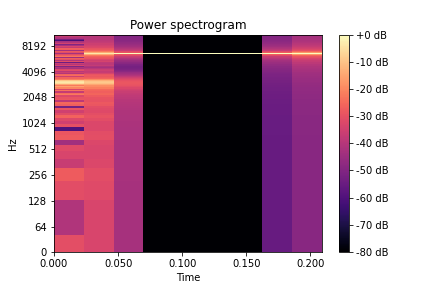 Power spectrogram
8192
4096
2048
1024
512
256
128
64
0
Hz
0.000 0.050 0.100 0.150 0.200
Time
+0 dB
-10 dB
-20 dB
-30 dB
-40 dB
-50 dB
-60 dB
-70 dB
-80 dB